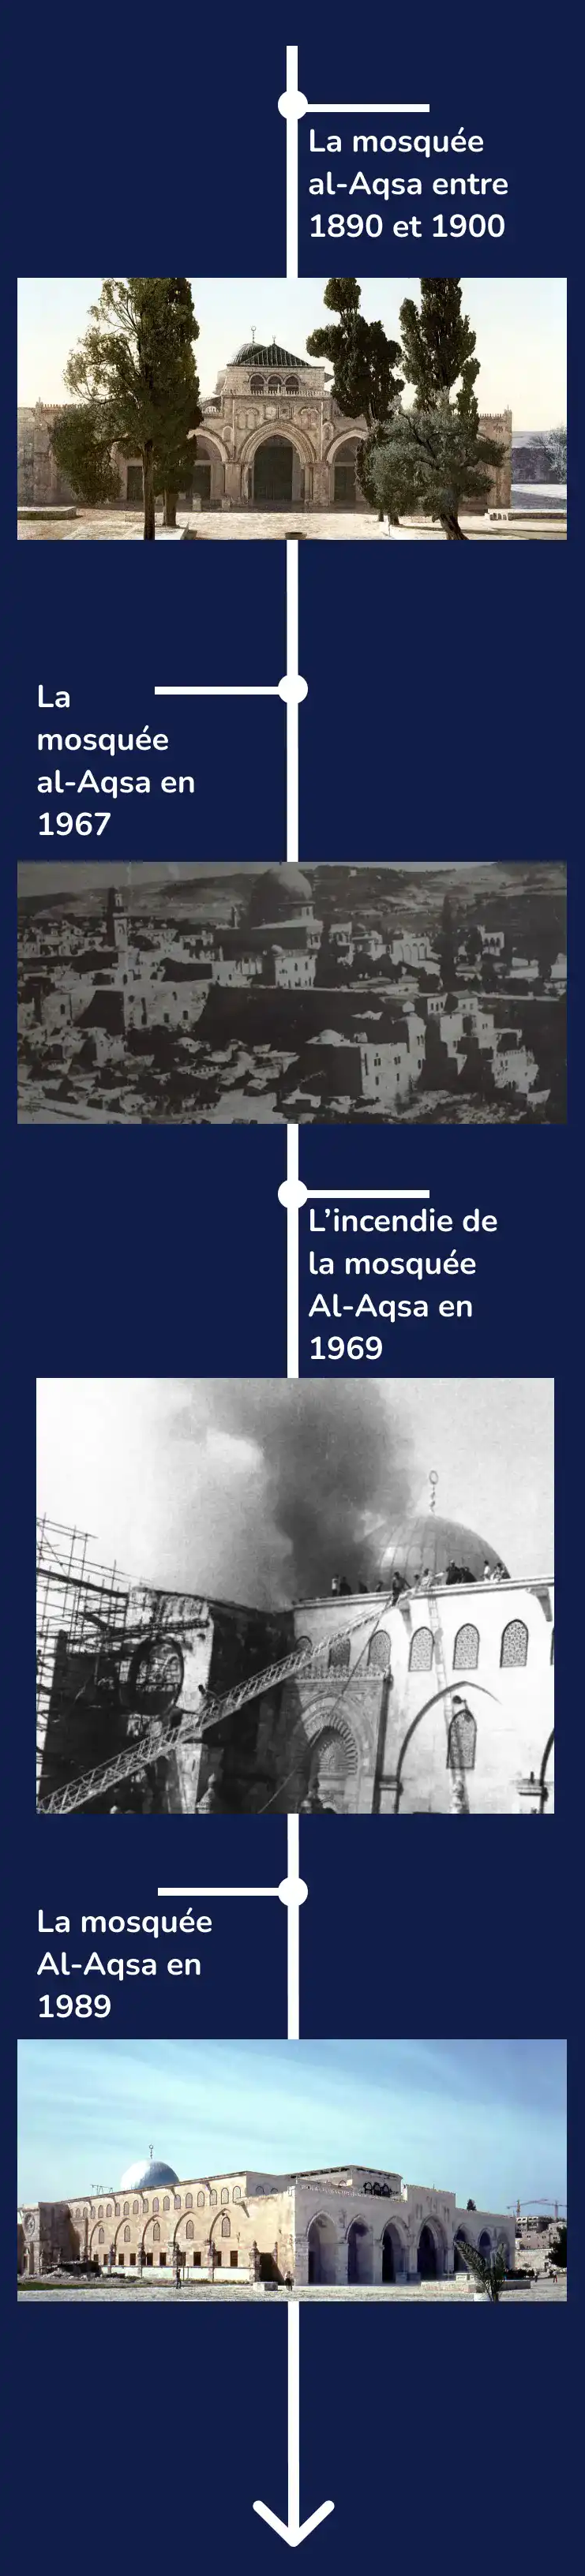 La mosquée
al-Aqsa entre
1890 et 1900
La
mosquée
al-Aqsa en
1967
L’incendie de
la mosquée
Al-Aqsa en
1969
La mosquée
Al-Aqsa en
1989